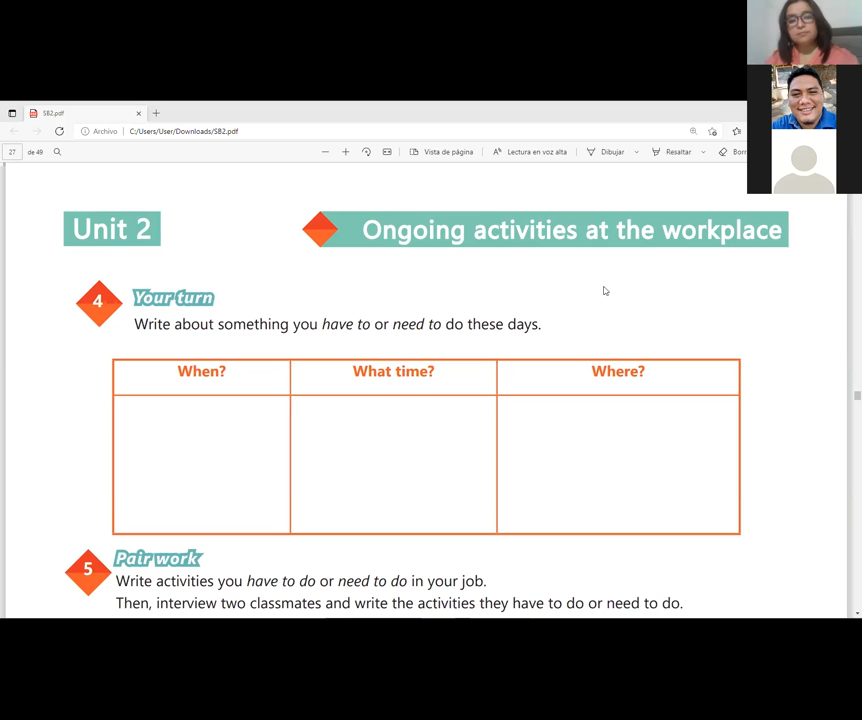 SB2.pdf
Archivo
C:/Users/User/Downloads/SB2.pdf
27
de 49
Vista de página
Lectura en voz alta
Dibujar
Resaltar
Borr
Unit 2
Ongoing activities at the workplace
4
Your turn
Write about something you have to or need to do these days.
When?
What time?
Where?
5
Pair work
Write activities you have to do or need to do in your job.
Then, interview two classmates and write the activities they have to do or need to do.